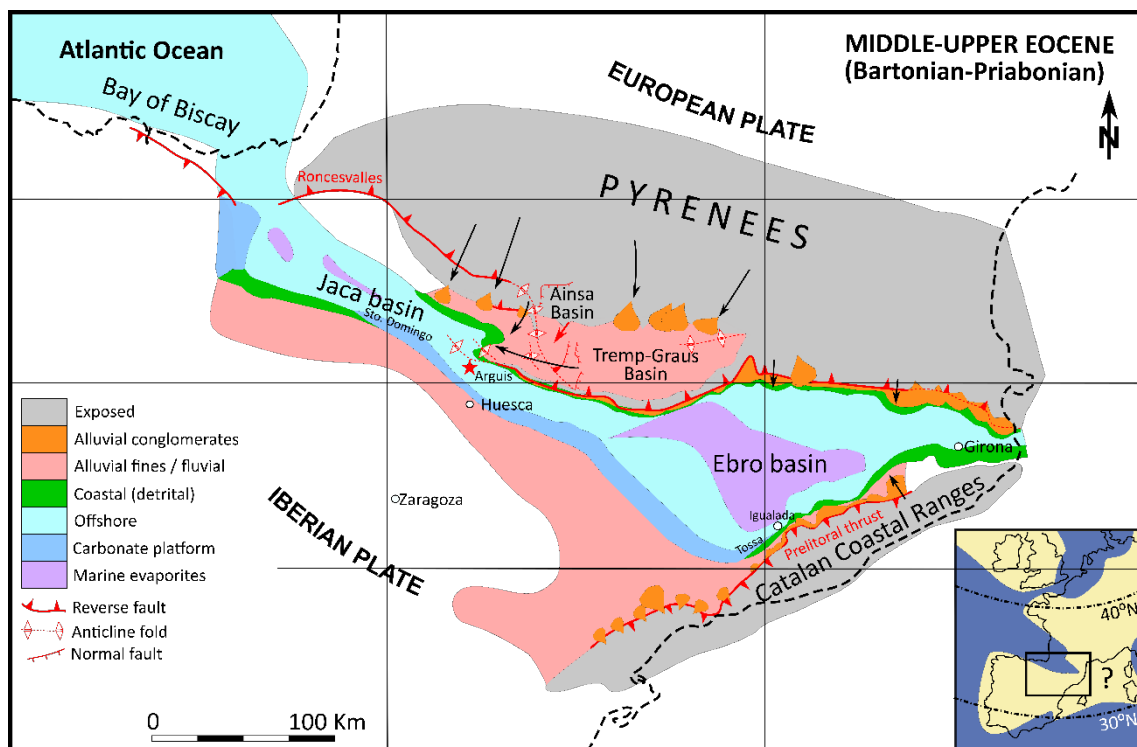 Atlantic Ocean
Bay of Biscay
MIDDLE-UPPER EOCENE
(Bartonian-Priabonian)
EUROPEAN PLATE
N
Roncesvalles
PYRENEES
Jaca basin
Sto. Domingo
Ainsa
Basin
Tremp-Graus
Basin
Arguis
Huesca
Ebro basin
Girona
Zaragoza
IBERIAN PLATE
Igualada
Tossa
Prelitoral thrust
Catalan Coastal Ranges
Exposed
Alluvial conglomerates
Alluvial fines / fluvial
Coastal (detrital)
Offshore
Carbonate platform
Marine evaporites
Reverse fault
Anticline fold
Normal fault
0 100 Km
40ºN
?
30ºN